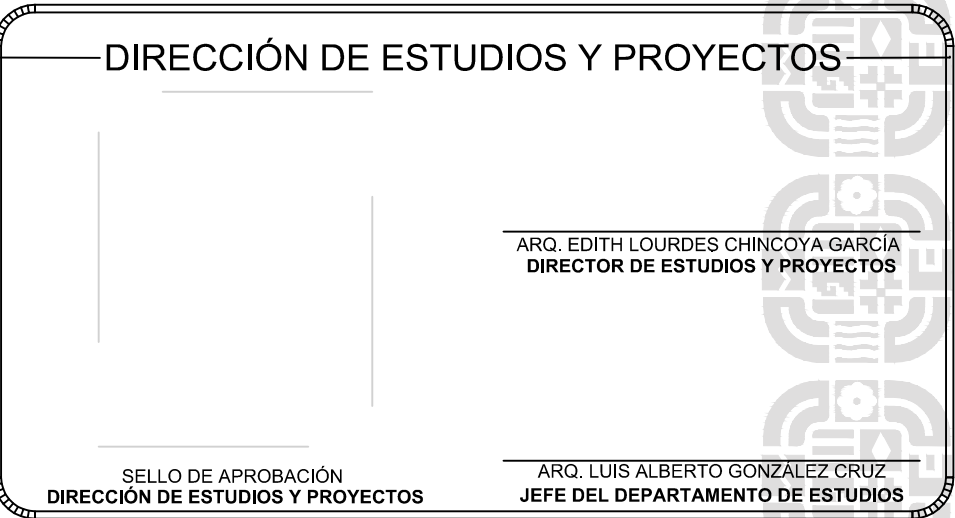 DIRECCIÓN DE ESTUDIOS Y PROYECTOS
ARQ. EDITH LOURDES CHINCOYA GARCÍA
DIRECTOR DE ESTUDIOS Y PROYECTOS
SELLO DE APROBACIÓN
DIRECCIÓN DE ESTUDIOS Y PROYECTOS
ARQ. LUIS ALBERTO GONZÁLEZ CRUZ
JEFE DEL DEPARTAMENTO DE ESTUDIOS